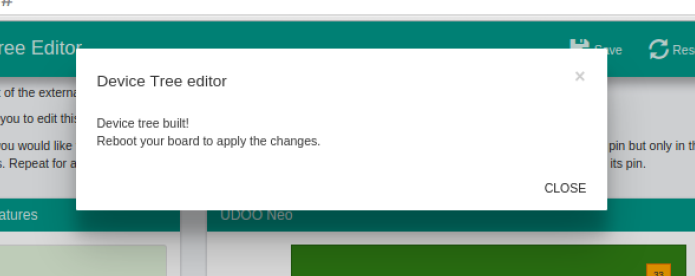 #
ree Editor
Save
Res
Device Tree editor
×
t of the externa
you to edit this
Device tree built!
ou would like
Reboot your board to apply the changes.
pin but only in th
s. Repeat for a
its pin.
CLOSE
atures
UDOO Neo
33